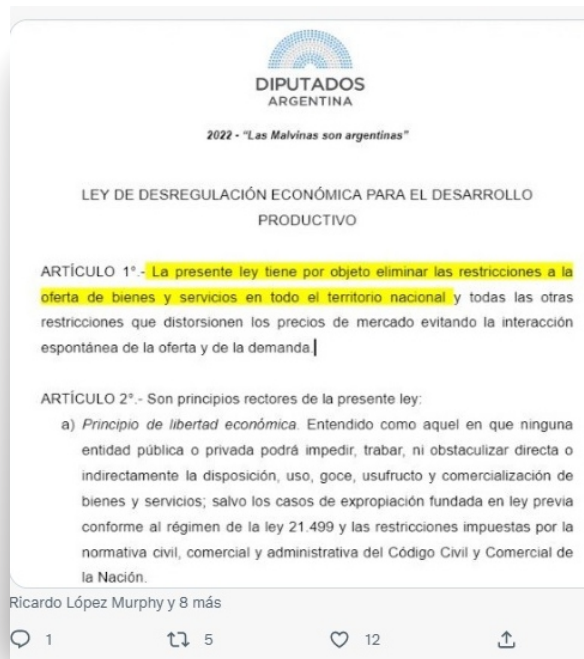 DIPUTADOS
ARGENTINA
2022 - "Las Malvinas son argentinas"
LEY DE DESREGULACIÓN ECONÓMICA PARA EL DESARROLLO
PRODUCTIVO
ARTÍCULO 1°.- La presente ley tiene por objeto eliminar las restricciones a la
oferta de bienes y servicios en todo el territorio nacional y todas las otras
restricciones que distorsionen los precios de mercado evitando la interacción
espontánea de la oferta y de la demanda.
ARTÍCULO 2°.- Son principios rectores de la presente ley:
a) Principio de libertad económica. Entendido como aquel en que ninguna
entidad pública o privada podrá impedir, trabar, ni obstaculizar directa o
indirectamente la disposición, uso, goce, usufructo y comercialización de
bienes y servicios; salvo los casos de expropiación fundada en ley previa
conforme al régimen de la ley 21.499 y las restricciones impuestas por la
normativa civil, comercial y administrativa del Código Civil y Comercial de
la Nación.
Ricardo López Murphy y 8 más
1 5 12